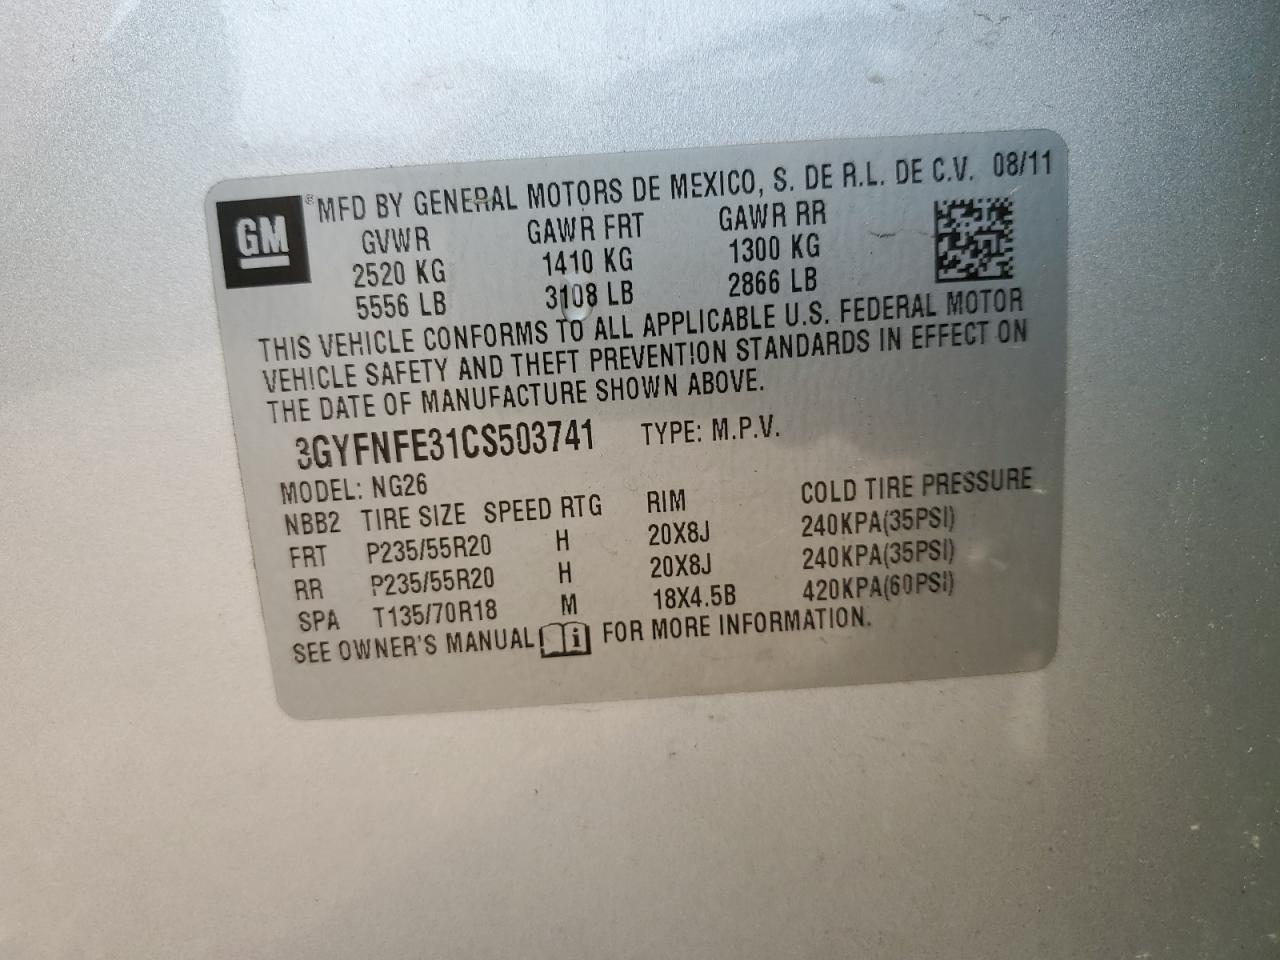 GM
® MFD BY GENERAL MOTORS DE MEXICO, S. DE R.L. DE C.V. 08/11
GVWR GAWR FRT GAWR RR
2520 KG 1410 KG 1300 KG
5556 LB 3108 LB 2866 LB
THIS VEHICLE CONFORMS TO ALL APPLICABLE U.S. FEDERAL MOTOR
VEHICLE SAFETY AND THEFT PREVENTION STANDARDS IN EFFECT ON
THE DATE OF MANUFACTURE SHOWN ABOVE.
3GYFNFE31CS503741 TYPE: M.P.V.
MODEL: NG26
NBB2 TIRE SIZE SPEED RTG RIM COLD TIRE PRESSURE
FRT P235/55R20 H 20X8J 240KPA(35PSI)
RR P235/55R20 H 20X8J 240KPA(35PSI)
SPA T135/70R18 M 18X4.5B 420KPA(60PSI)
SEE OWNER'S MANUAL FOR MORE INFORMATION.